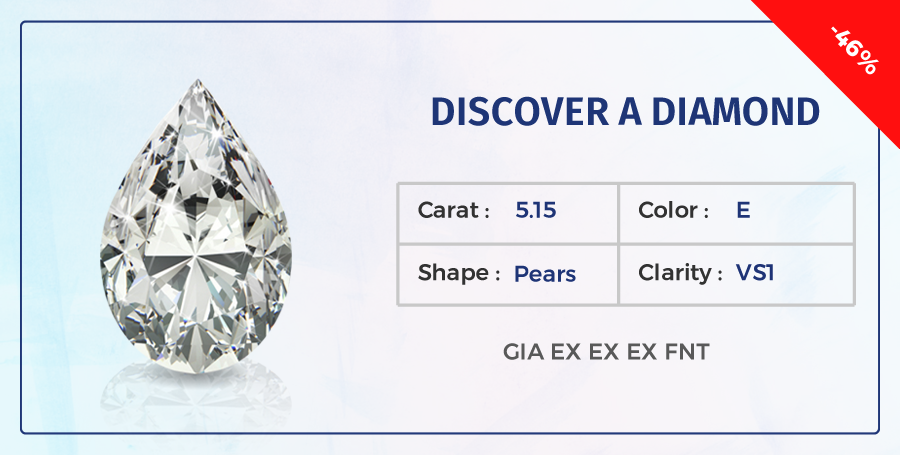 -46%
DISCOVER A DIAMOND
Carat : 5.15 Color : E
Shape : Pears Clarity : VS1
GIA EX EX EX FNT